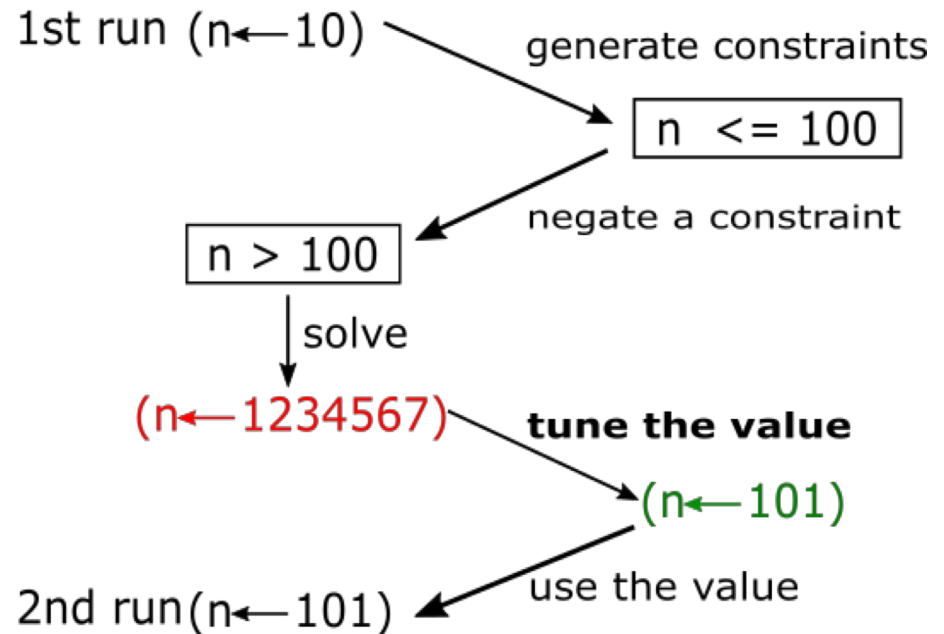 1st run (n←10)
generate constraints
n <= 100
negate a constraint
n > 100
solve
(n←1234567)
tune the value
(n←101)
use the value
2nd run(n←101)